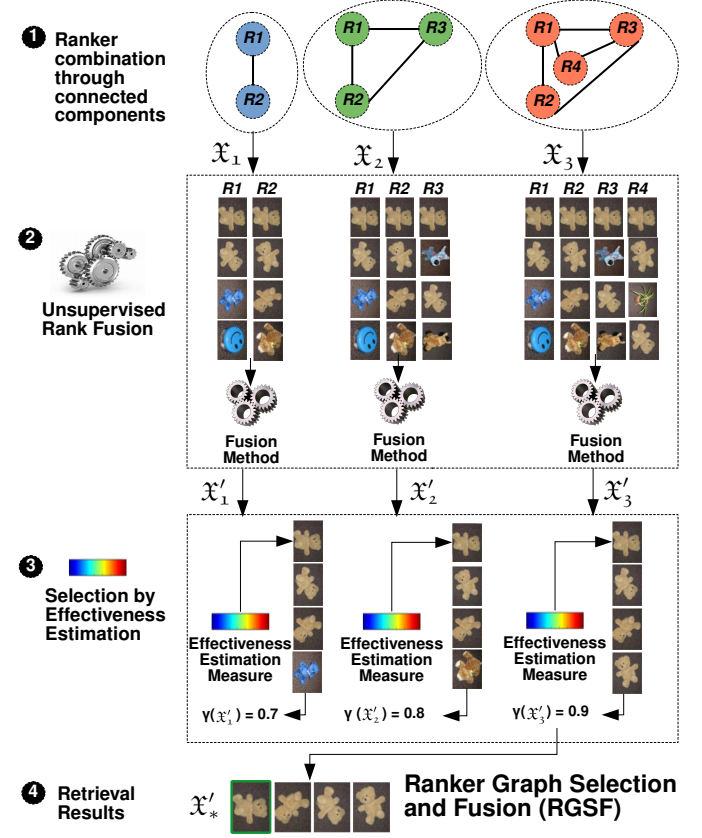 1 Ranker
combination
through
connected
components
R1
R2
R1 R3
R2
R1 R3
R4
R2
𝔛1 𝔛2 𝔛3
R1 R2 R1 R2 R3 R1 R2 R3 R4
2
Unsupervised
Rank Fusion
Fusion
Method
Fusion
Method
Fusion
Method
𝔛′1 𝔛′2 𝔛′3
3
Selection by
Effectiveness
Estimation
Effectiveness
Estimation
Measure
γ(𝔛′1) = 0.7
Effectiveness
Estimation
Measure
γ (𝔛′2) = 0.8
Effectiveness
Estimation
Measure
γ(𝔛′3) = 0.9
4 Retrieval
Results
𝔛′*
Ranker Graph Selection
and Fusion (RGSF)